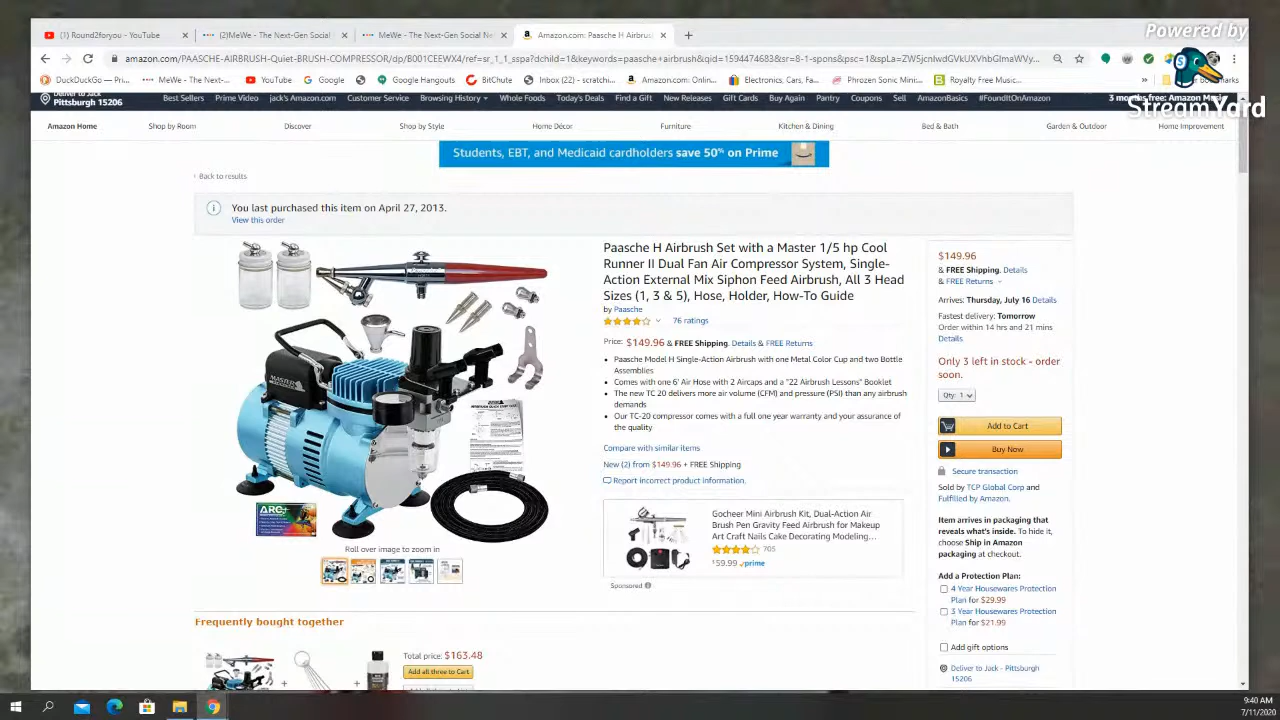 Powered by
StreamYard
(1) Round2foryou - YouTube
(2)MeWe - The Next-Gen Social
MeWe - The Next-Gen Social Ne
Amazon.com: Paasche H Airbrus
DuckDuckGo — Pri...
MeWe - The Next-...
YouTube
Google
Google Hangouts
BitChute
Inbox (22) - scratchi...
Amazon.com: Onlin...
Electronics, Cars, Fa...
Phrozen Sonic Mini...
Royalty Free Music...
Deliver to Jack
Pittsburgh 15206
Best Sellers
Prime Video
jack's Amazon.com
Customer Service
Browsing History
Whole Foods
Today's Deals
Find a Gift
New Releases
Gift Cards
Buy Again
Pantry
Coupons
Sell
AmazonBasics
#FoundItOnAmazon
3 months free: Amazon Music
Amazon Home
Shop by Room
Discover
Shop by Style
Home Décor
Furniture
Kitchen & Dining
Bed & Bath
Garden & Outdoor
Home Improvement
Students, EBT, and Medicaid cardholders save 50% on Prime
‹ Back to results
You last purchased this item on April 27, 2013.
View this order
Paasche H Airbrush Set with a Master 1/5 hp Cool
Runner II Dual Fan Air Compressor System, Single-
Action External Mix Siphon Feed Airbrush, All 3 Head
Sizes (1, 3 & 5), Hose, Holder, How-To Guide
by Paasche
76 ratings
Price: $149.96 & FREE Shipping. Details & FREE Returns
• Paasche Model H Single-Action Airbrush with one Metal Color Cup and two Bottle
Assemblies
• Comes with one 6' Air Hose with 2 Aircaps and a "22 Airbrush Lessons" Booklet
• The new TC 20 delivers more air volume (CFM) and pressure (PSI) than any airbrush
demands
• Our TC-20 compressor comes with a full one year warranty and your assurance of
the quality
Compare with similar items
New (2) from $149.96 + FREE Shipping
Report incorrect product information.
Gocheer Mini Airbrush Kit, Dual-Action Air
Brush Pen Gravity Feed Airbrush for Makeup
Art Craft Nails Cake Decorating Modeling...
705
$59.99 prime
Sponsored
ARC
Roll over image to zoom in
Frequently bought together
Total price: $163.48
Add all three to Cart
$149.96
& FREE Shipping. Details
& FREE Returns
Arrives: Thursday, July 16 Details
Fastest delivery: Tomorrow
Order within 14 hrs and 21 mins
Details
Only 3 left in stock - order
soon.
Qty: 1
Add to Cart
Buy Now
Secure transaction
Sold by TCP Global Corp and
Fulfilled by Amazon.
Item arrives in packaging that
reveals what's inside. To hide it,
choose Ship in Amazon
packaging at checkout.
Add a Protection Plan:
4 Year Housewares Protection
Plan for $29.99
3 Year Housewares Protection
Plan for $21.99
Add gift options
Deliver to Jack - Pittsburgh
15206
9:40 AM
7/11/2020